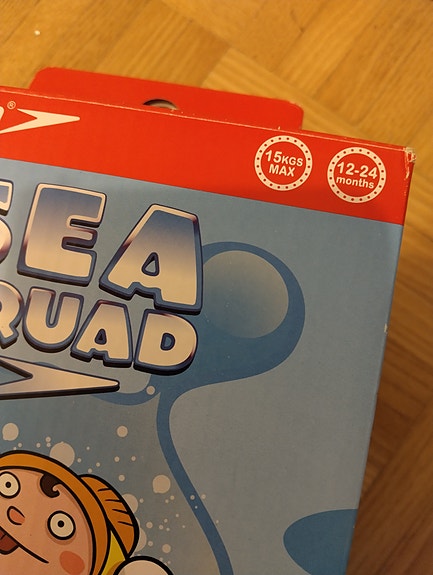 ®
15KGS
MAX
12-24
months
SEA
QUAD